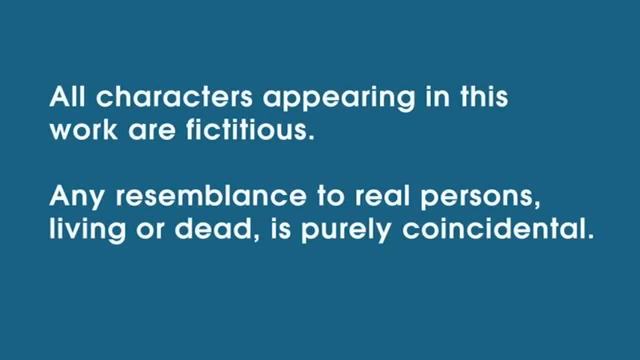 All characters appearing in this
work are fictitious.
Any resemblance to real persons,
living or dead, is purely coincidental.